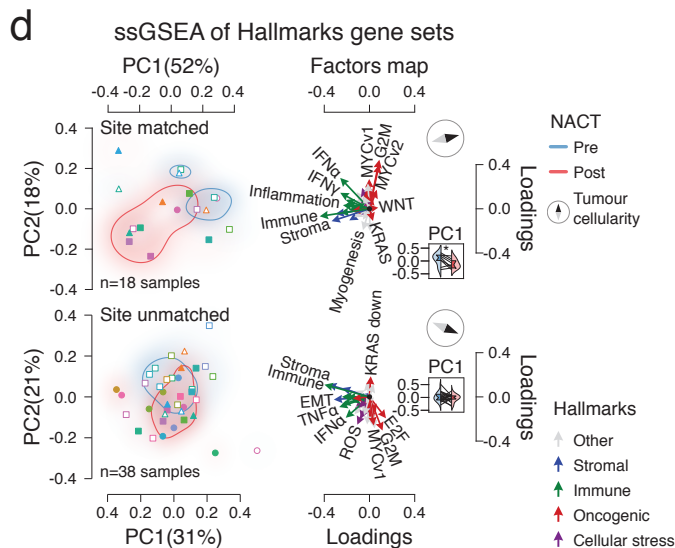 d
ssGSEA of Hallmarks gene sets
PC1(52%)
Factors map
-0.4 -0.2 0.0 0.2 0.4
-0.4 0.0 0.4
NACT
Pre
Post
Tumour
cellularity
Site matched
PC2(18%)
0.4
0.2
0.0
-0.2
-0.4
n=18 samples
MYCv1
G2M
MYCv2
IFNα
IFNγ
Inflammation
WNT
Immune
Stroma
Myogenesis
KRAS
PC1
*
0.5
0.0
-0.5
0.4
0.0
-0.4
Loadings
Site unmatched
PC2(21%)
0.4
0.2
0.0
-0.2
-0.4
n=38 samples
KRAS down
Stroma
Immune
EMT
TNFα
IFNα
ROS
MYCv1
G2M
E2F
PC1
0.5
0.0
-0.5
0.4
0.0
-0.4
Loadings
Hallmarks
Other
Stromal
Immune
Oncogenic
Cellular stress
-0.4 -0.2 0.0 0.2 0.4
-0.4 0.0 0.4
PC1(31%)
Loadings